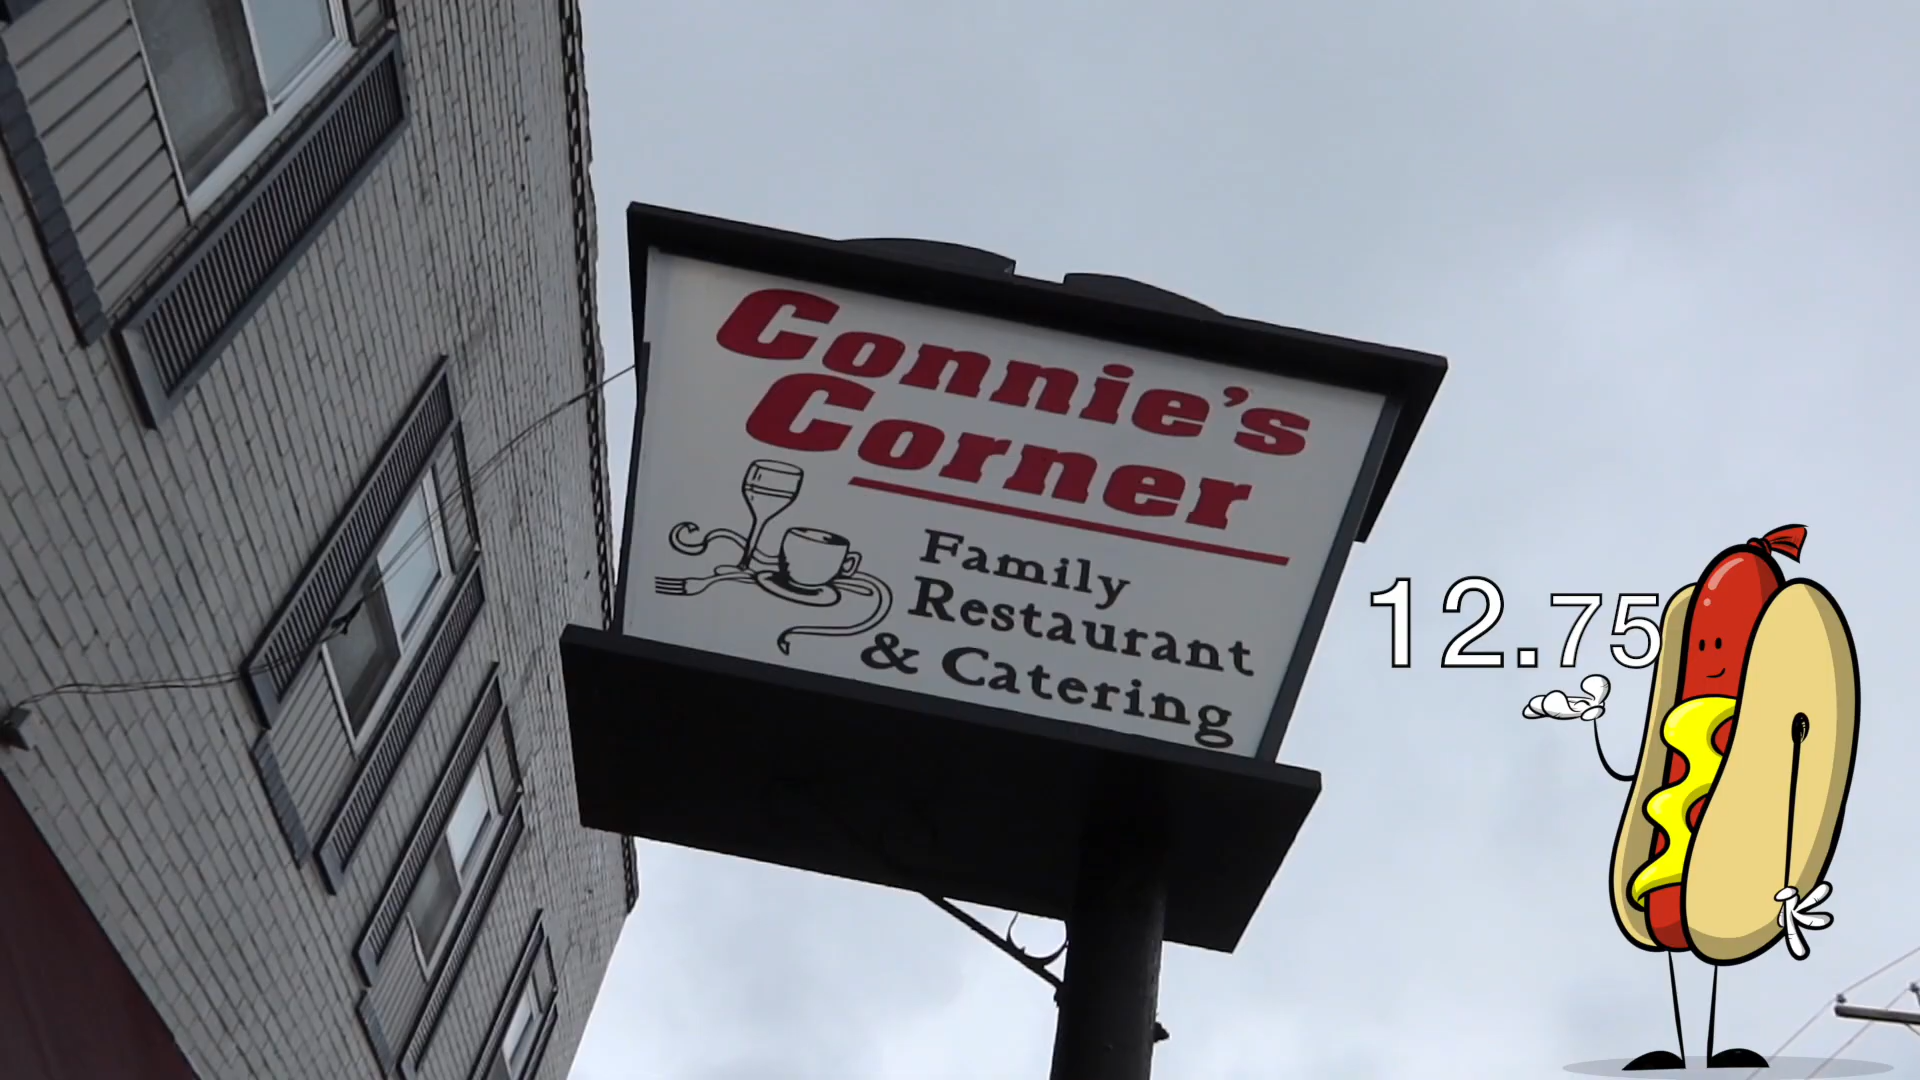 Connie's
Corner
Family
Restaurant
& Catering
12.75